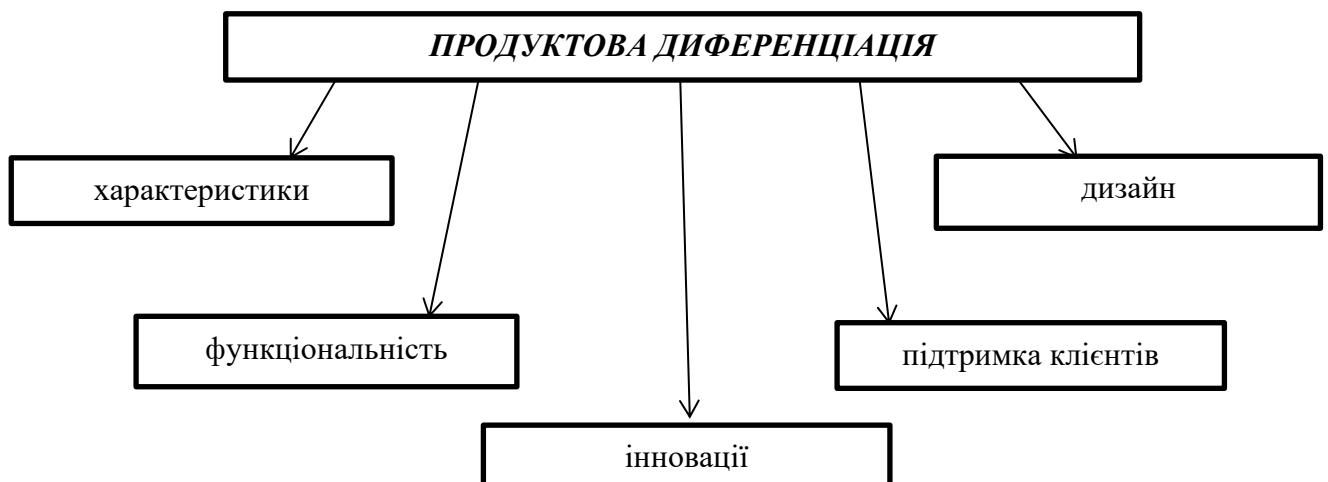 ПРОДУКТОВА ДИФЕРЕНЦІАЦІЯ
характеристики
дизайн
функціональність
підтримка клієнтів
інновації